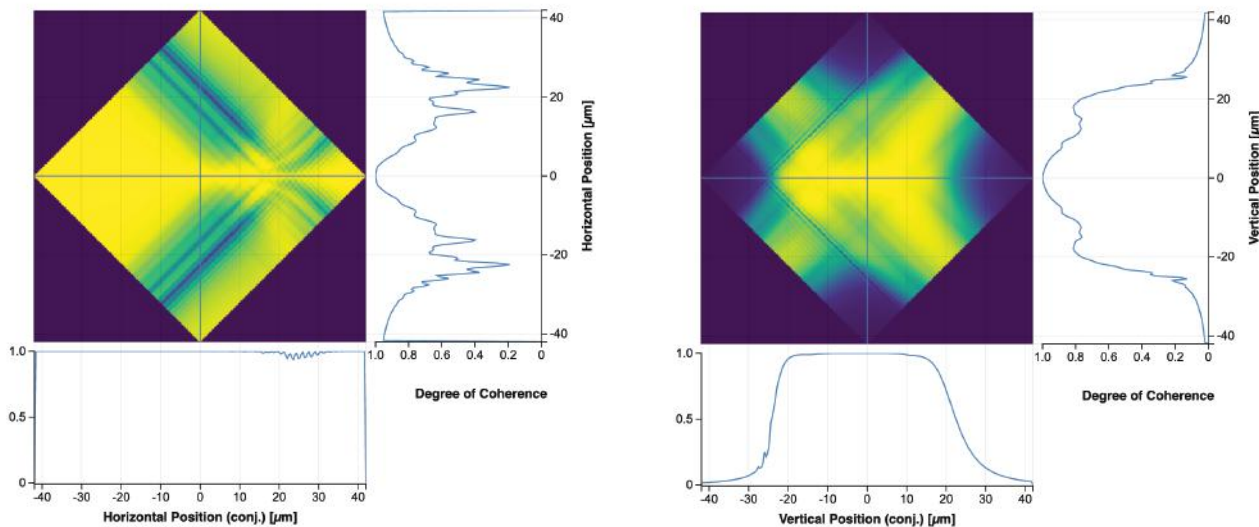 40
20
0
-20
-40
Horizontal Position [µm]
1.0 0.8 0.6 0.4 0.2 0
Degree of Coherence
1.0
0.5
0
-40 -30 -20 -10 0 10 20 30 40
Horizontal Position (conj.) [µm]
40
20
0
-20
-40
Vertical Position [µm]
1.0 0.8 0.6 0.4 0.2 0
Degree of Coherence
1.0
0.5
0
-40 -30 -20 -10 0 10 20 30 40
Vertical Position (conj.) [µm]